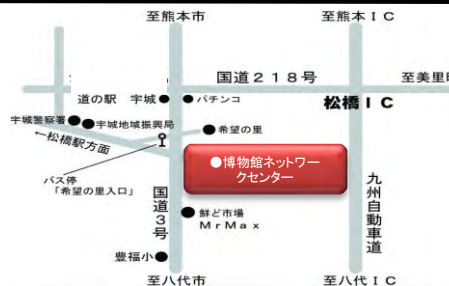 至熊本市
至熊本IC
国道218号
至美里町
道の駅 宇城
パチンコ
松橋IC
宇城警察署
宇城地域振興局
希望の里
←松橋駅方面
バス停
「希望の里入口」
●博物館ネットワー
クセンター
国道3号
九州自動車道
鮮ど市場
MrMax
豊福小
至八代市
至八代IC